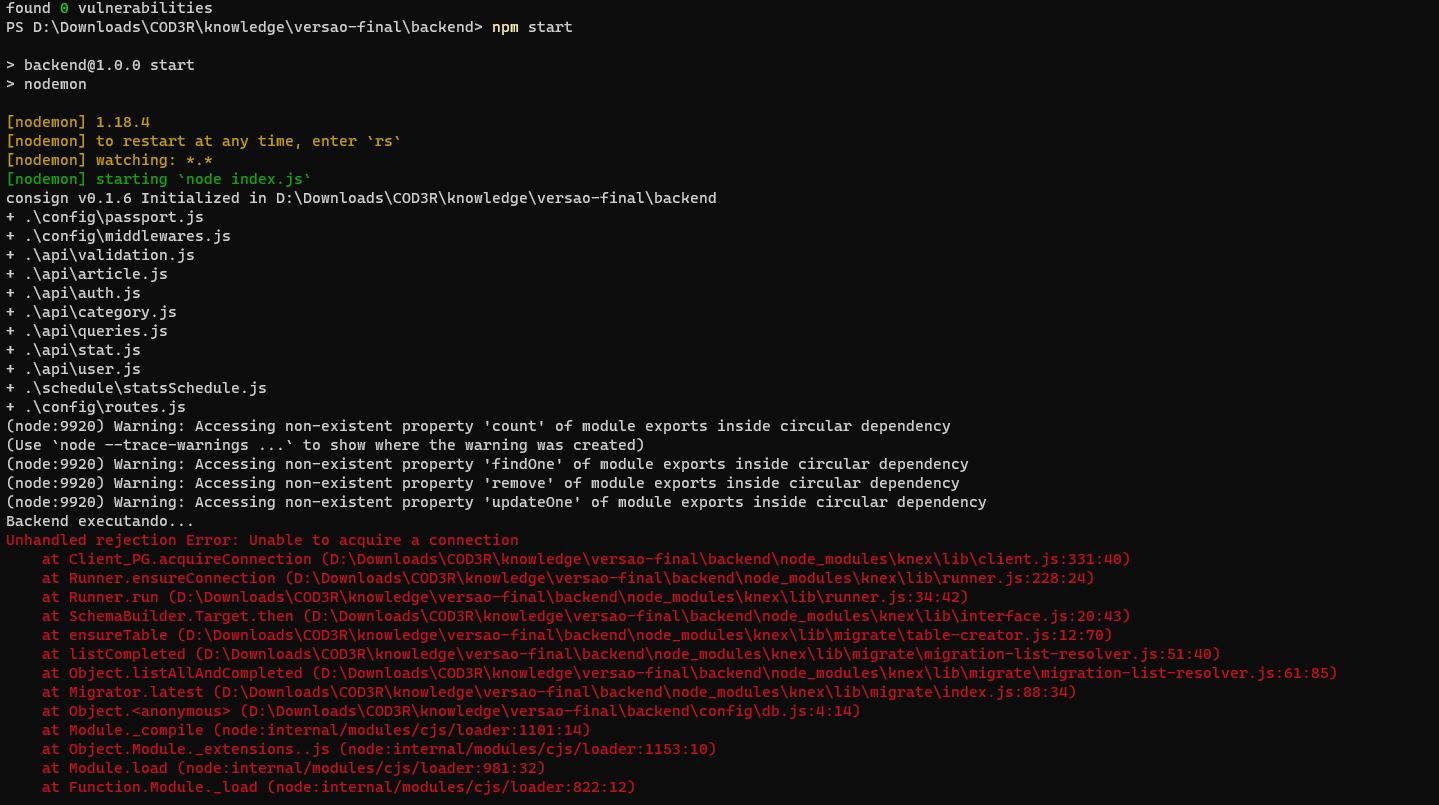 found 0 vulnerabilities
PS D:\Downloads\COD3R\knowledge\versao-final\backend> npm start
> backend@1.0.0 start
> nodemon
[nodemon] 1.18.4
[nodemon] to restart at any time, enter `rs`
[nodemon] watching: *.*
[nodemon] starting `node index.js`
consign v0.1.6 Initialized in D:\Downloads\COD3R\knowledge\versao-final\backend
+ .\config\passport.js
+ .\config\middlewares.js
+ .\api\validation.js
+ .\api\article.js
+ .\api\auth.js
+ .\api\category.js
+ .\api\queries.js
+ .\api\stat.js
+ .\api\user.js
+ .\schedule\statsSchedule.js
+ .\config\routes.js
(node:9920) Warning: Accessing non-existent property 'count' of module exports inside circular dependency
(Use `node --trace-warnings ...` to show where the warning was created)
(node:9920) Warning: Accessing non-existent property 'findOne' of module exports inside circular dependency
(node:9920) Warning: Accessing non-existent property 'remove' of module exports inside circular dependency
(node:9920) Warning: Accessing non-existent property 'updateOne' of module exports inside circular dependency
Backend executando...
Unhandled rejection Error: Unable to acquire a connection
    at Client_PG.acquireConnection (D:\Downloads\COD3R\knowledge\versao-final\backend\node_modules\knex\lib\client.js:331:40)
    at Runner.ensureConnection (D:\Downloads\COD3R\knowledge\versao-final\backend\node_modules\knex\lib\runner.js:228:24)
    at Runner.run (D:\Downloads\COD3R\knowledge\versao-final\backend\node_modules\knex\lib\runner.js:34:42)
    at SchemaBuilder.Target.then (D:\Downloads\COD3R\knowledge\versao-final\backend\node_modules\knex\lib\interface.js:20:43)
    at ensureTable (D:\Downloads\COD3R\knowledge\versao-final\backend\node_modules\knex\lib\migrate\table-creator.js:12:70)
    at listCompleted (D:\Downloads\COD3R\knowledge\versao-final\backend\node_modules\knex\lib\migrate\migration-list-resolver.js:51:40)
    at Object.listAllAndCompleted (D:\Downloads\COD3R\knowledge\versao-final\backend\node_modules\knex\lib\migrate\migration-list-resolver.js:61:85)
    at Migrator.latest (D:\Downloads\COD3R\knowledge\versao-final\backend\node_modules\knex\lib\migrate\index.js:88:34)
    at Object.<anonymous> (D:\Downloads\COD3R\knowledge\versao-final\backend\config\db.js:4:14)
    at Module._compile (node:internal/modules/cjs/loader:1101:14)
    at Object.Module._extensions..js (node:internal/modules/cjs/loader:1153:10)
    at Module.load (node:internal/modules/cjs/loader:981:32)
    at Function.Module._load (node:internal/modules/cjs/loader:822:12)